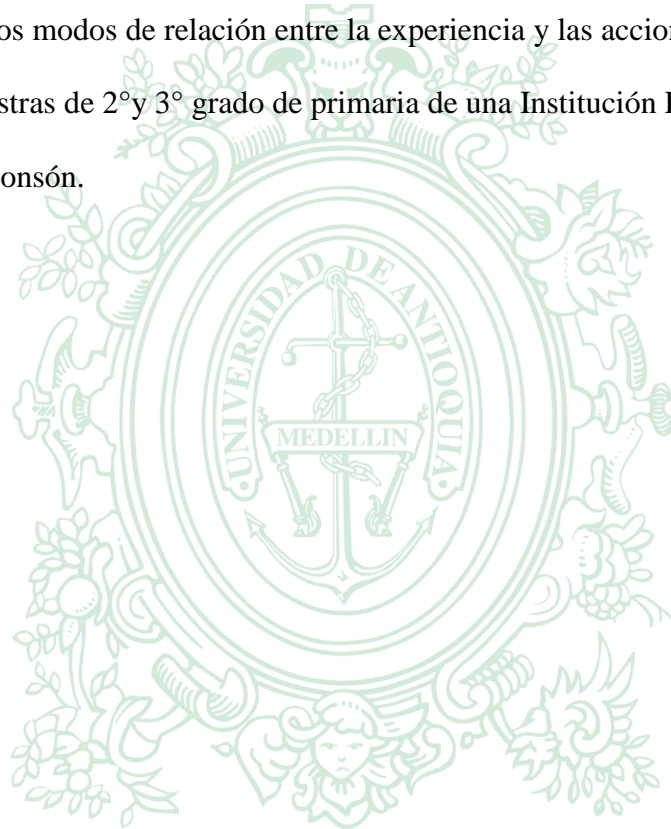 os modos de relación entre la experiencia y las accion
stras de 2°y 3° grado de primaria de una Institución
onsón.
UNIVERSIDAD DE ANTIOQUIA
MEDELLIN